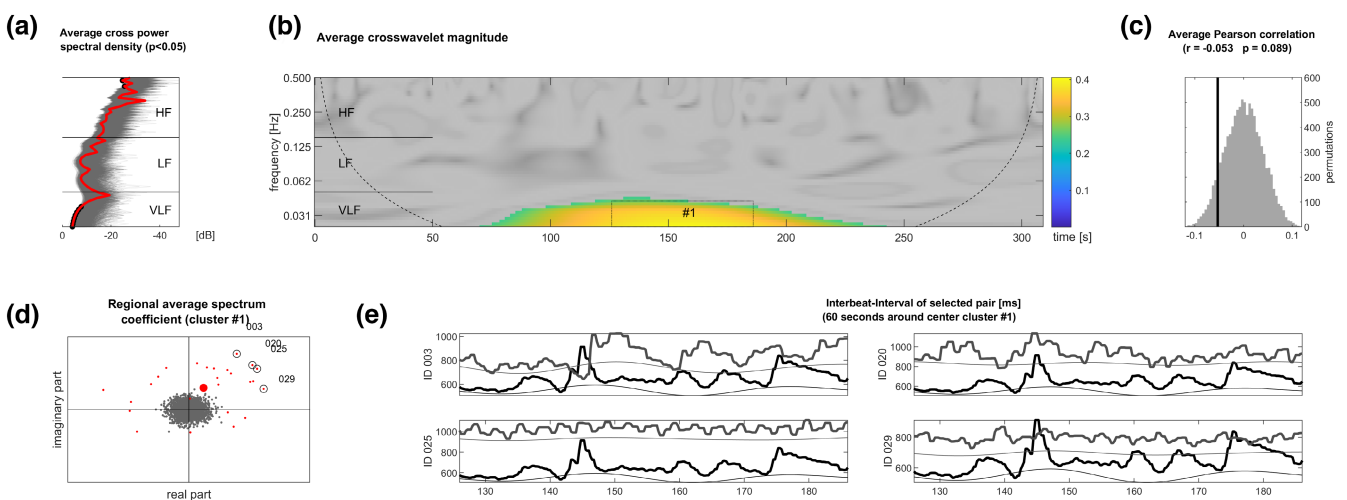 (a)
Average cross power
spectral density (p<0.05)
HF
LF
VLF
0
-20
-40
[dB]
(b)
Average crosswavelet magnitude
frequency [Hz]
0.500
0.250
0.125
0.062
0.031
HF
LF
VLF
#1
0
50
100
150
200
250
300
time [s]
0.4
0.3
0.2
0.1
(c)
Average Pearson correlation
(r = -0.053 p = 0.089)
600
500
400
300
200
100
0
permutations
-0.1
0
0.1
(d)
Regional average spectrum
coefficient (cluster #1)
003
020
025
029
imaginary part
real part
(e)
Interbeat-Interval of selected pair [ms]
(60 seconds around center cluster #1)
ID 003
1000
800
600
ID 020
1000
800
600
ID 025
1000
800
600
130
140
150
160
170
180
ID 029
800
600
130
140
150
160
170
180